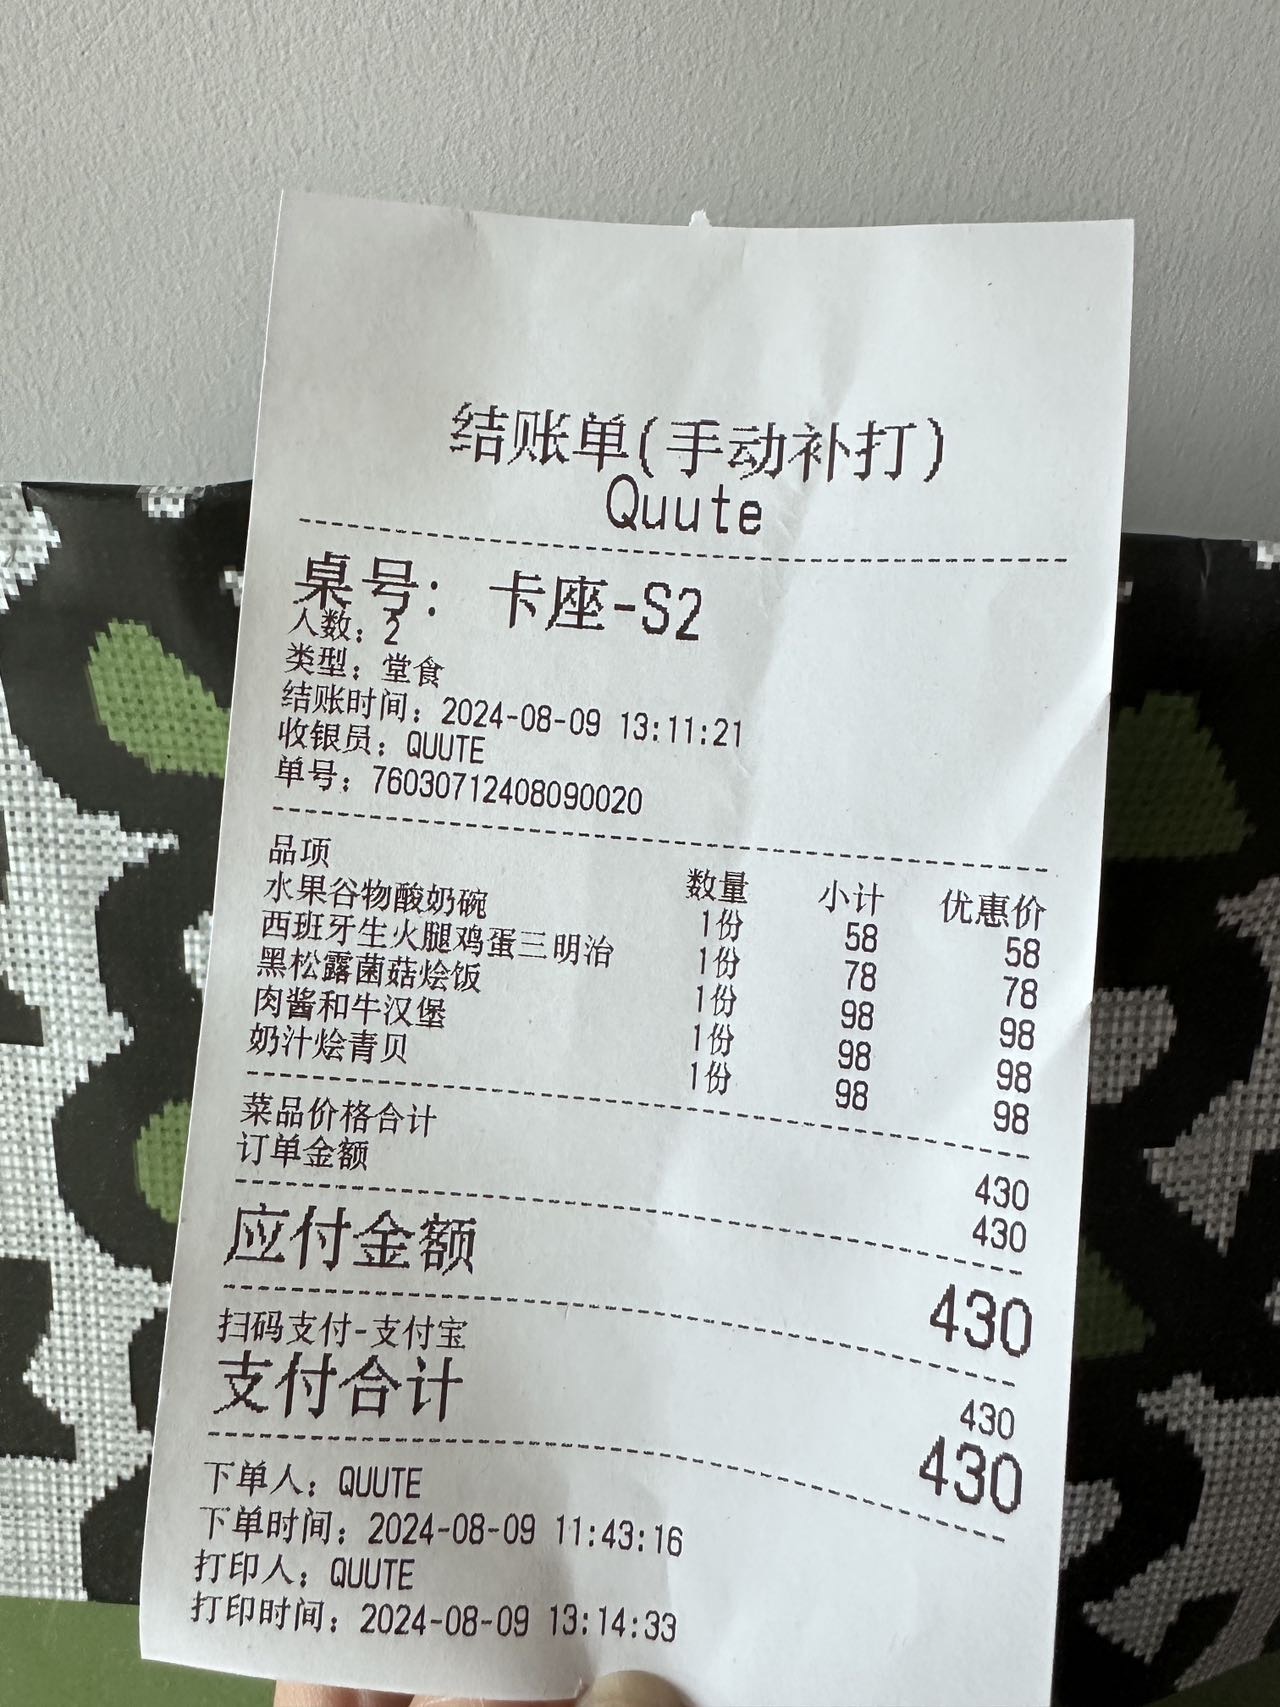 结账单(手动补打)
Quute
桌号: 卡座-S2
人数: 2
类型: 堂食
结账时间: 2024-08-09 13:11:21
收银员: QUUTE
单号: 76030712408090020
品项 数量 小计 优惠价
水果谷物酸奶碗 1份 58 58
西班牙生火腿鸡蛋三明治 1份 78 78
黑松露菌菇烩饭 1份 98 98
肉酱和牛汉堡 1份 98 98
奶汁烩青贝 1份 98 98
菜品价格合计 430
订单金额 430
应付金额 430
扫码支付-支付宝 430
支付合计 430
下单人: QUUTE
下单时间: 2024-08-09 11:43:16
打印人: QUUTE
打印时间: 2024-08-09 13:14:33